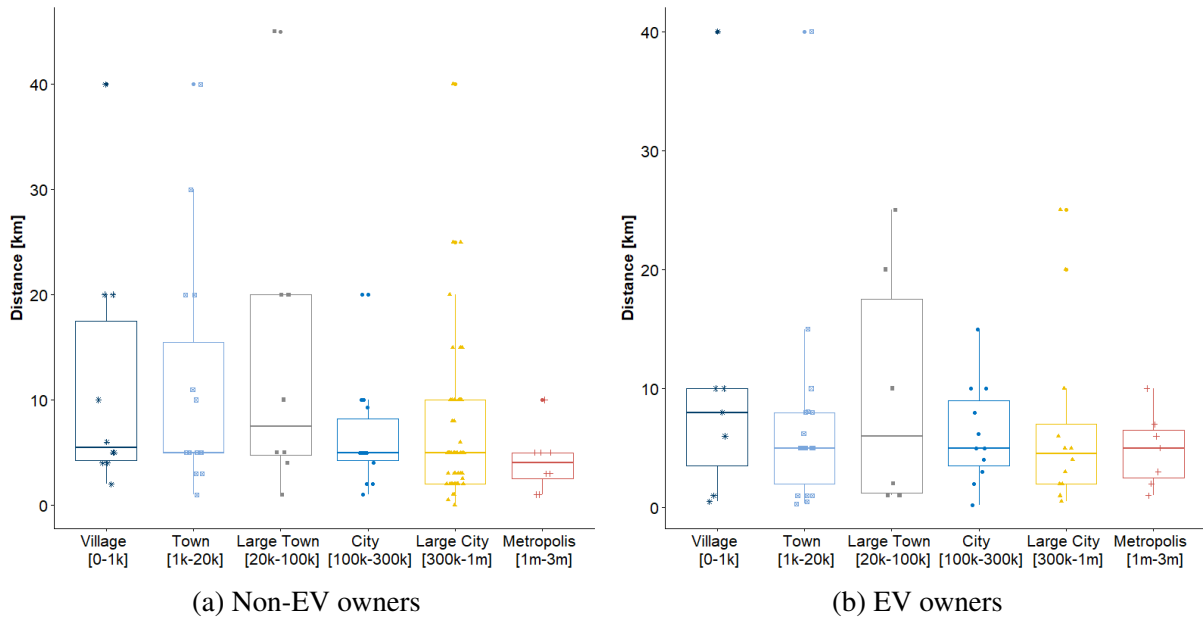 Distance [km]
40
30
20
10
0
Village Town Large Town City Large City Metropolis
[0-1k] [1k-20k] [20k-100k] [100k-300k] [300k-1m] [1m-3m]
(a) Non-EV owners
Distance [km]
40
30
20
10
0
Village Town Large Town City Large City Metropolis
[0-1k] [1k-20k] [20k-100k] [100k-300k] [300k-1m] [1m-3m]
(b) EV owners